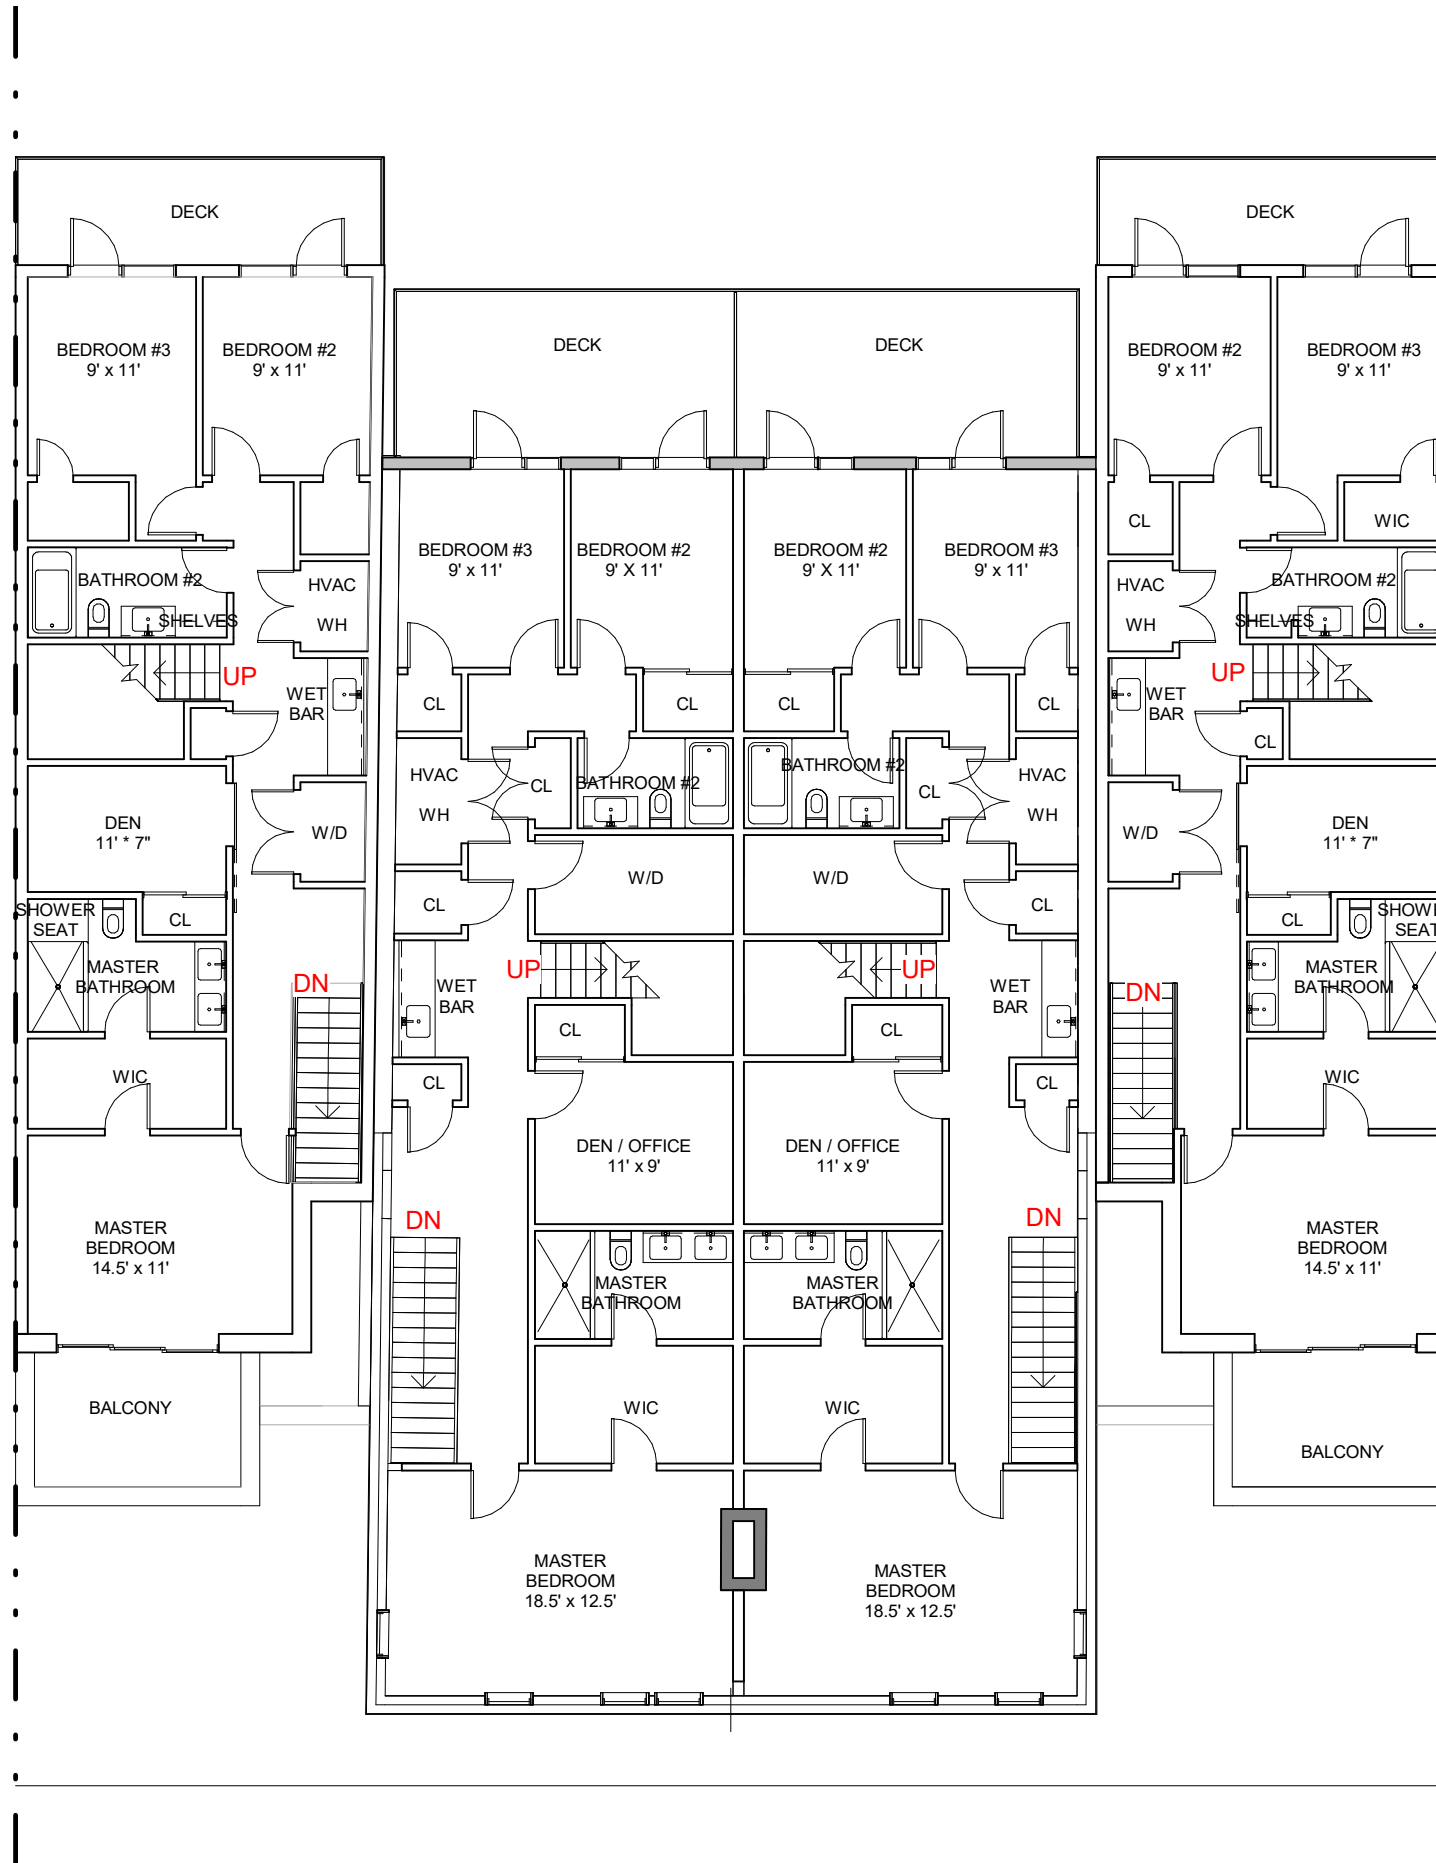 DECK
DECK
BEDROOM #3
9' x 11'
BEDROOM #2
9' x 11'
DECK
DECK
BEDROOM #2
9' x 11'
BEDROOM #3
9' x 11'
CL
WIC
BEDROOM #3
9' x 11'
BEDROOM #2
9' X 11'
BEDROOM #2
9' X 11'
BEDROOM #3
9' x 11'
BATHROOM #2
SHELVES
HVAC
WH
HVAC
WH
BATHROOM #2
SHELVES
UP
WET
BAR
CL
CL
CL
CL
UP
WET
BAR
CL
HVAC
WH
CL
BATHROOM #2
BATHROOM #2
CL
HVAC
WH
DEN
11' * 7"
W/D
W/D
DEN
11' * 7"
W/D
W/D
CL
CL
SHOWER
SEAT
CL
CL
SHOWE
SEAT
MASTER
BATHROOM
DN
UP
WET
BAR
UP
WET
BAR
DN
MASTER
BATHROOM
CL
CL
WIC
CL
CL
WIC
DEN / OFFICE
11' x 9'
DEN / OFFICE
11' x 9'
MASTER
BEDROOM
14.5' x 11'
DN
DN
MASTER
BEDROOM
14.5' x 11'
MASTER
BATHROOM
MASTER
BATHROOM
BALCONY
WIC
WIC
BALCONY
MASTER
BEDROOM
18.5' x 12.5'
MASTER
BEDROOM
18.5' x 12.5'